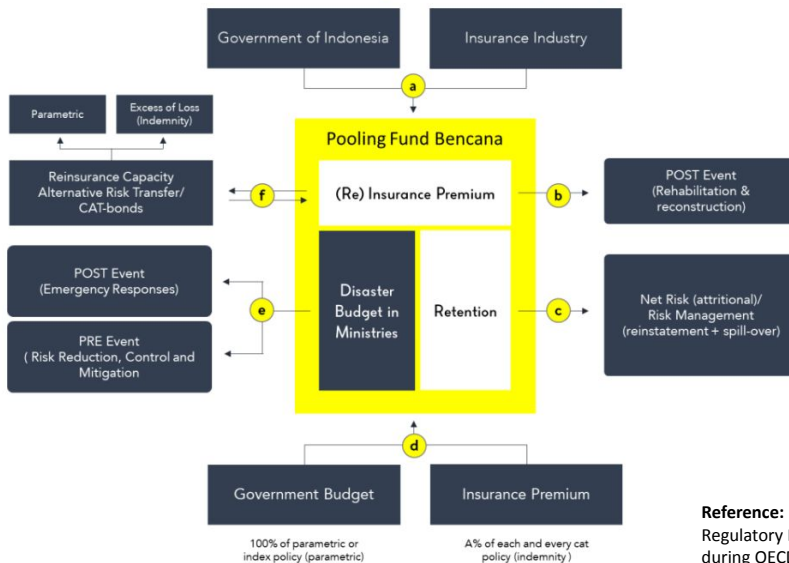 Government of Indonesia
Insurance Industry
a
Parametric
Excess of Loss
(Indemnity)
Pooling Fund Bencana
Reinsurance Capacity
Alternative Risk Transfer/
CAT-bonds
f
(Re) Insurance Premium
b
POST Event
(Rehabilitation &
reconstruction)
POST Event
(Emergency Responses)
e
PRE Event
( Risk Reduction, Control and
Mitigation
Disaster
Budget in
Ministries
Retention
c
Net Risk (attritional)/
Risk Management
(reinstatement + spill-over)
d
Government Budget
Insurance Premium
100% of parametric or
index policy (parametric)
A% of each and every cat
policy (indemnity )
Reference:
Regulatory
during OECD